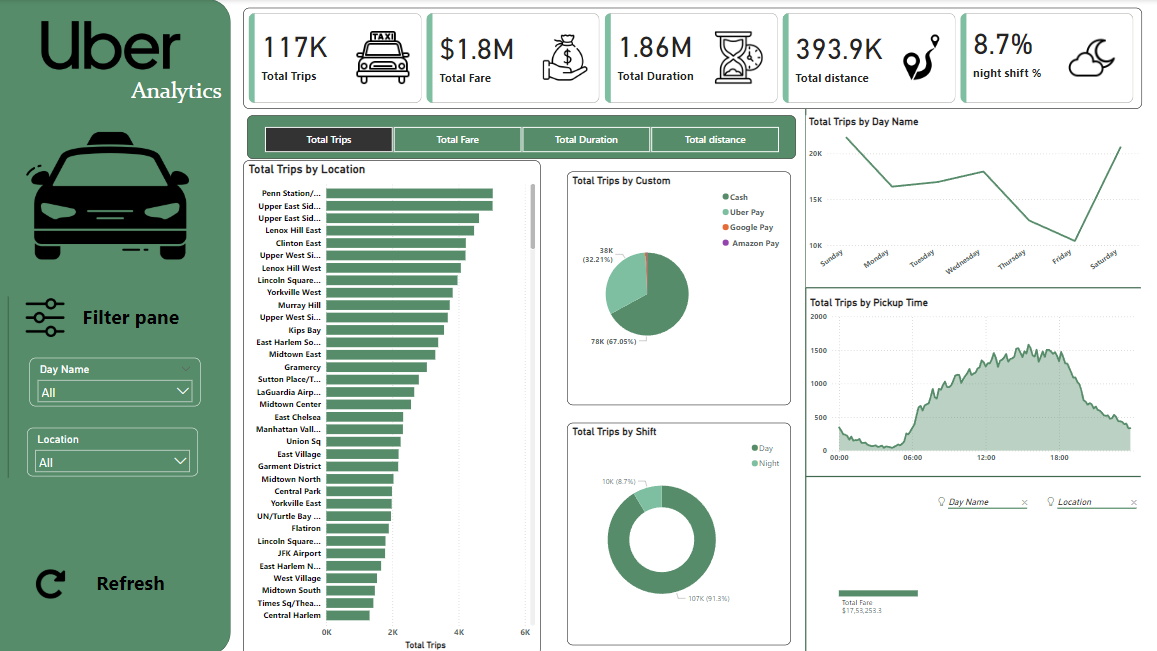 Uber
Analytics
Filter pane
Day Name
All
Location
All
Refresh
117K
Total Trips
TAXI
$1.8M
Total Fare
$
1.86M
Total Duration
393.9K
Total distance
8.7%
night shift %
Total Trips
Total Fare
Total Duration
Total distance
Total Trips by Location
Penn Station/...
Upper East Sid...
Upper East Sid...
Lenox Hill East
Clinton East
Upper West Si...
Lenox Hill West
Lincoln Square...
Yorkville West
Murray Hill
Upper West Si...
Kips Bay
East Harlem So...
Midtown East
Gramercy
Sutton Place/T...
LaGuardia Airp...
Midtown Center
East Chelsea
Manhattan Vall...
Union Sq
East Village
Garment District
Midtown North
Central Park
Yorkville East
UN/Turtle Bay ...
Flatiron
Lincoln Square...
JFK Airport
East Harlem N...
West Village
Midtown South
Times Sq/Thea...
Central Harlem
0K
2K
4K
6K
Total Trips
Total Trips by Custom
Cash
Uber Pay
Google Pay
Amazon Pay
38K
(32.21%)
78K (67.05%)
Total Trips by Shift
Day
Night
10K (8.7%)
107K (91.3%)
Total Trips by Day Name
20K
15K
10K
Sunday
Monday
Tuesday
Wednesday
Thursday
Friday
Saturday
Total Trips by Pickup Time
2000
1500
1000
500
0
00:00
06:00
12:00
18:00
Day Name
Location
Total Fare
$17,53,253.3